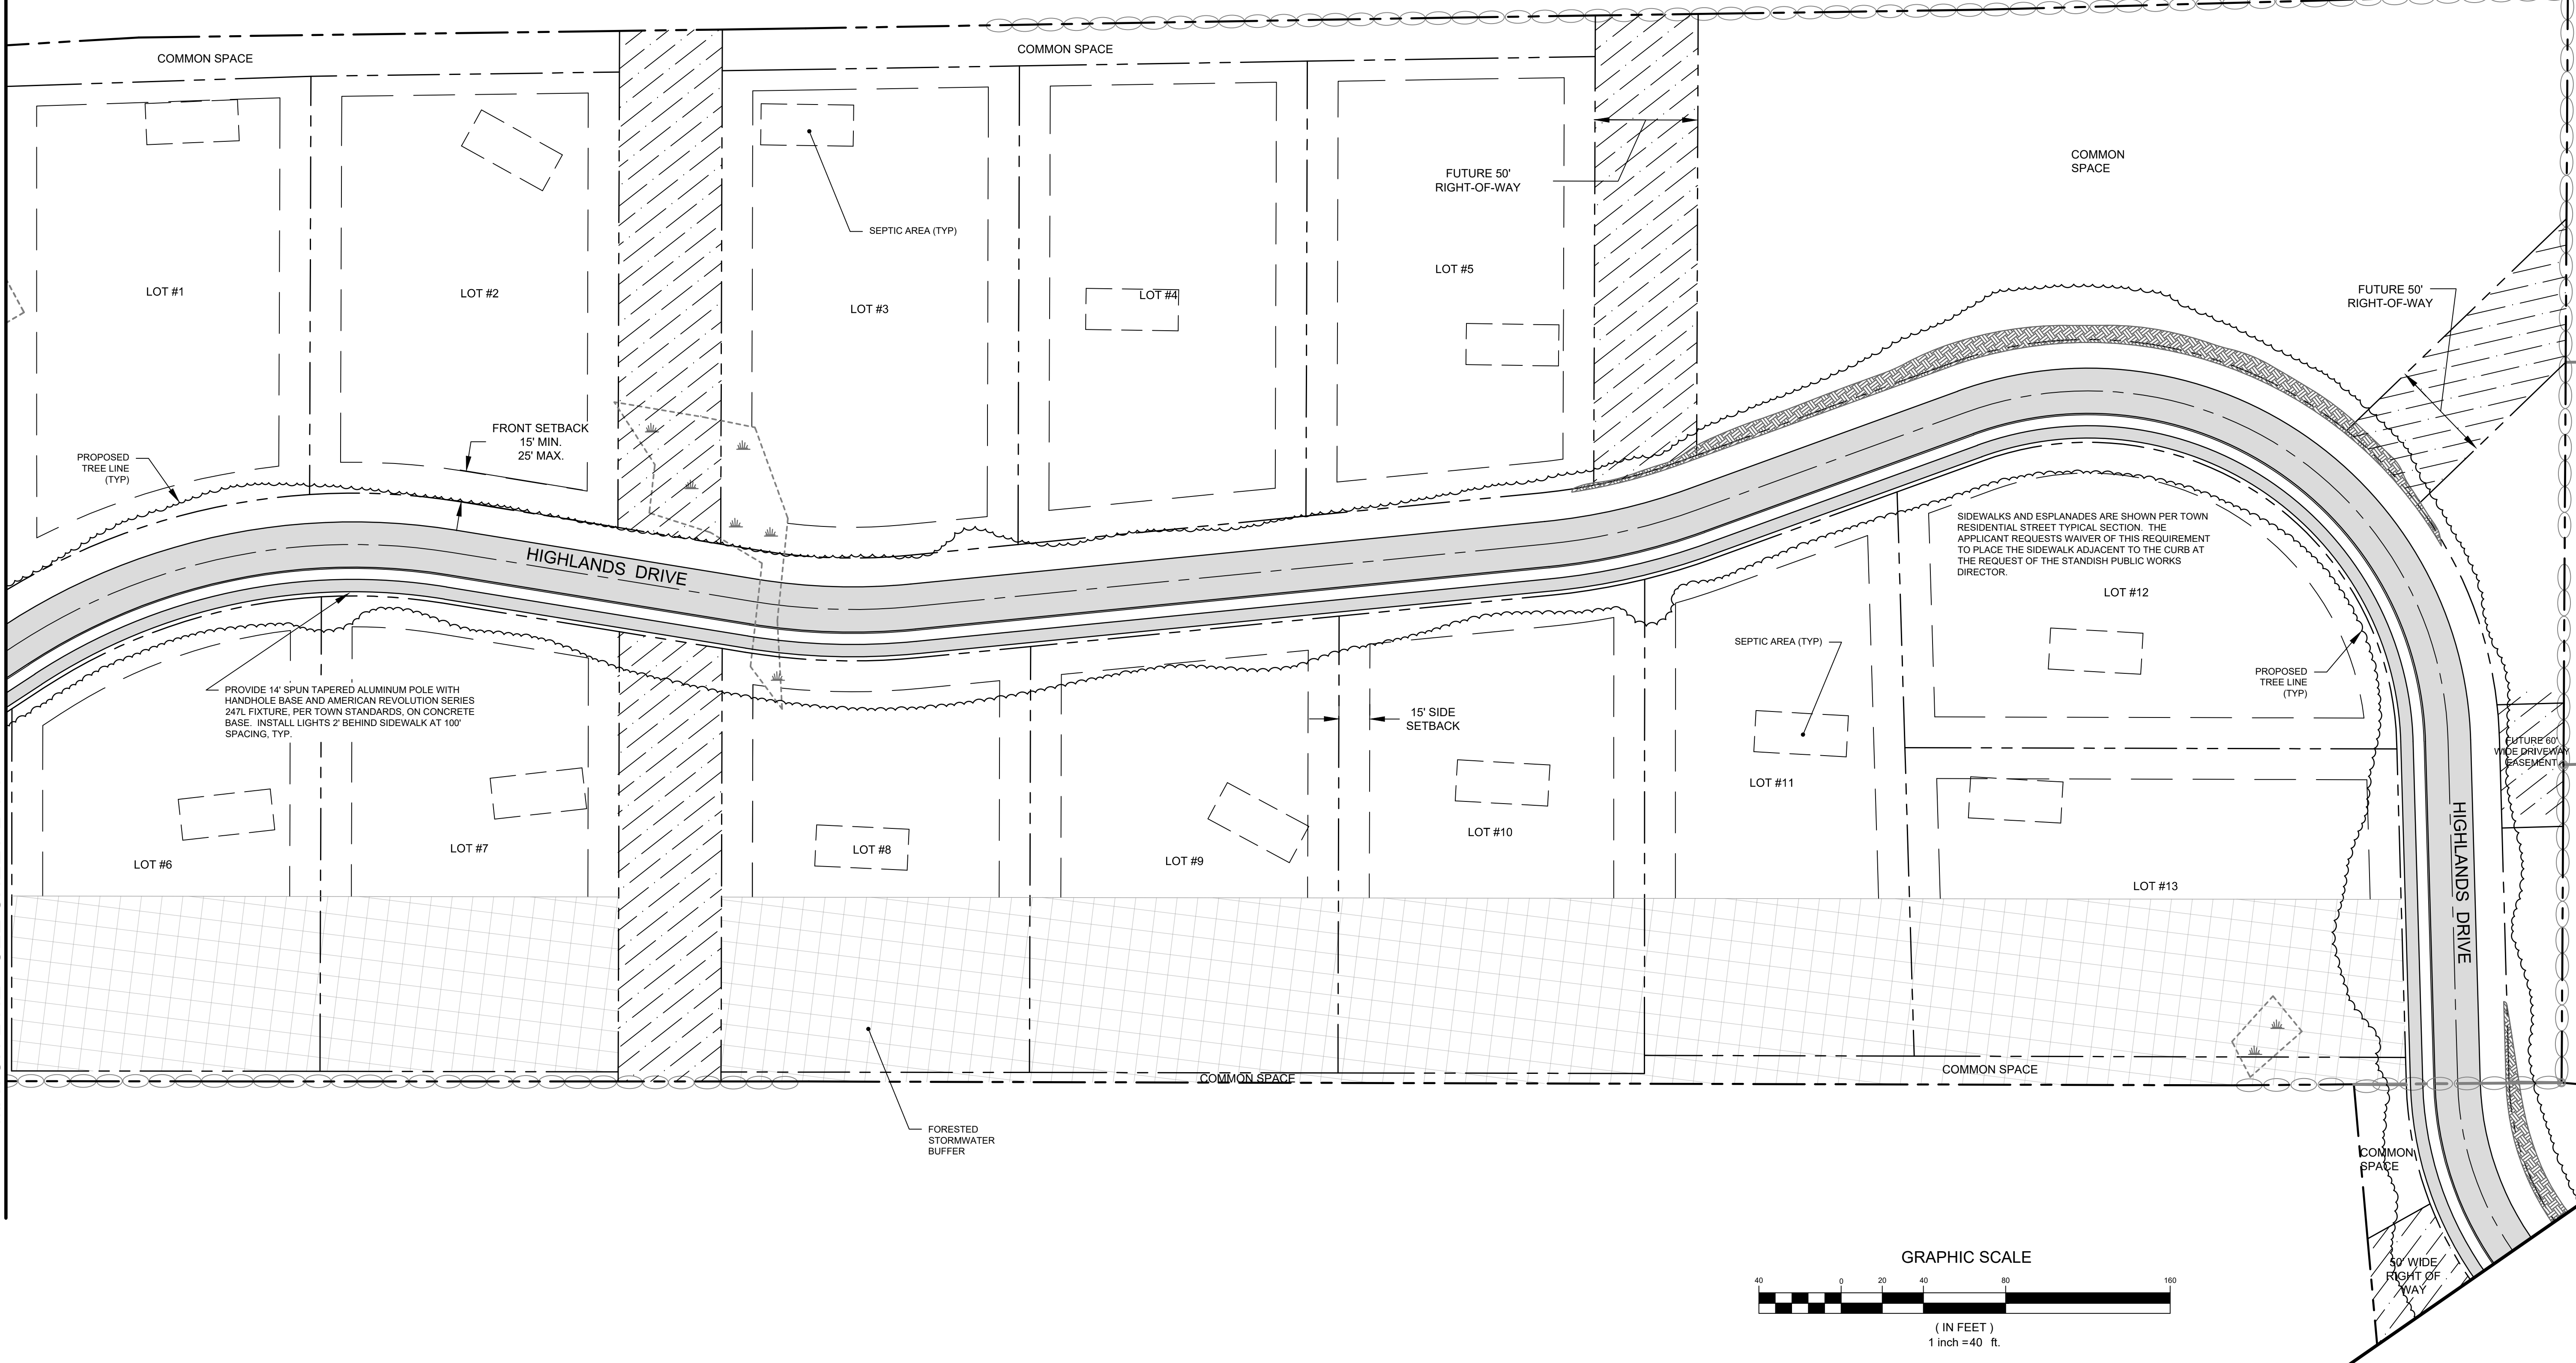 COMMON SPACE
COMMON SPACE
COMMON
SPACE
FUTURE 50'
RIGHT-OF-WAY
SEPTIC AREA (TYP)
LOT #1
LOT #2
LOT #3
LOT #4
LOT #5
FUTURE 50'
RIGHT-OF-WAY
FRONT SETBACK
15' MIN.
25' MAX.
PROPOSED
TREE LINE
(TYP)
HIGHLANDS DRIVE
SIDEWALKS AND ESPLANADES ARE SHOWN PER TOWN
RESIDENTIAL STREET TYPICAL SECTION. THE
APPLICANT REQUESTS WAIVER OF THIS REQUIREMENT
TO PLACE THE SIDEWALK ADJACENT TO THE CURB AT
THE REQUEST OF THE STANDISH PUBLIC WORKS
DIRECTOR.
LOT #12
SEPTIC AREA (TYP)
PROPOSED
TREE LINE
(TYP)
PROVIDE 14' SPUN TAPERED ALUMINUM POLE WITH
HANDHOLE BASE AND AMERICAN REVOLUTION SERIES
247L FIXTURE, PER TOWN STANDARDS, ON CONCRETE
BASE. INSTALL LIGHTS 2' BEHIND SIDEWALK AT 100'
SPACING, TYP.
15' SIDE
SETBACK
FUTURE 60'
WIDE DRIVEWAY
EASEMENT
LOT #6
LOT #7
LOT #8
LOT #9
LOT #10
LOT #11
LOT #13
HIGHLANDS DRIVE
COMMON SPACE
COMMON SPACE
FORESTED
STORMWATER
BUFFER
COMMON
SPACE
50' WIDE
RIGHT OF
WAY
GRAPHIC SCALE
40 0 20 40 80 160
( IN FEET )
1 inch =40 ft.